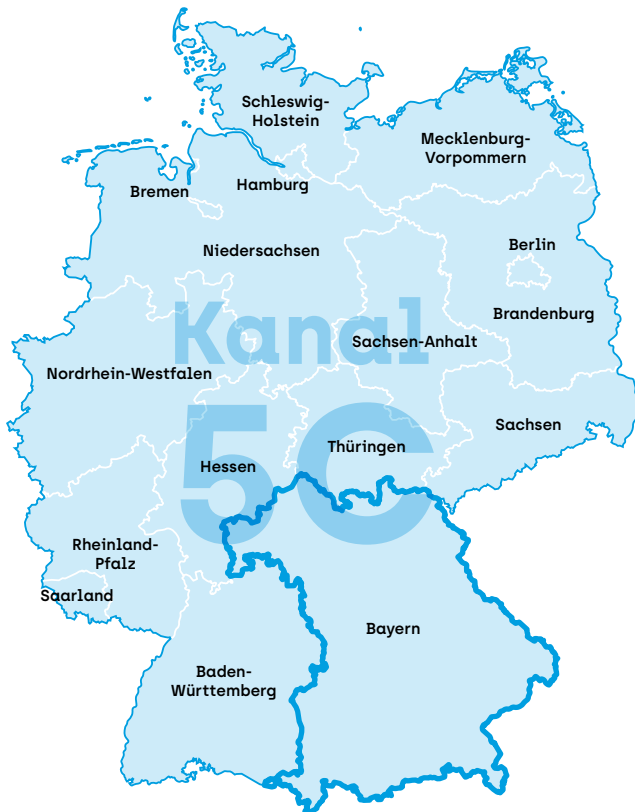 Schleswig-
Holstein
Mecklenburg-
Vorpommern
Hamburg
Bremen
Niedersachsen
Berlin
Brandenburg
Kanal
Sachsen-Anhalt
Nordrhein-Westfalen
5C
Sachsen
Thüringen
Hessen
Rheinland-
Pfalz
Saarland
Bayern
Baden-
Württemberg